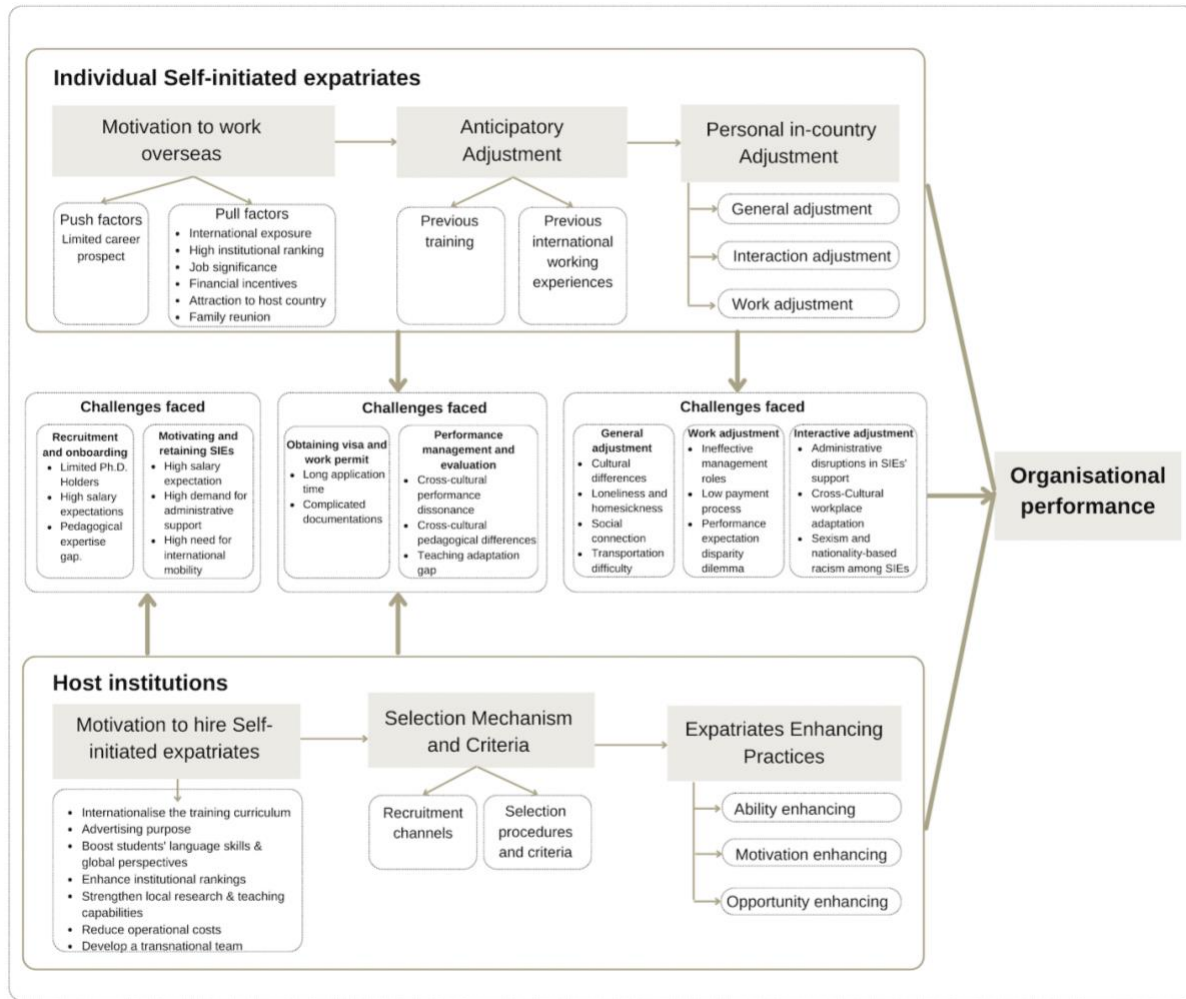 Individual Self-initiated expatriates
Motivation to work
overseas
Anticipatory
Adjustment
Personal in-country
Adjustment
Push factors
Limited career
prospect
Pull factors
• International exposure
• High institutional ranking
• Job significance
• Financial incentives
• Attraction to host country
• Family reunion
Previous
training
Previous
international
working
experiences
General adjustment
Interaction adjustment
Work adjustment
Challenges faced
Recruitment
and onboarding
• Limited Ph.D.
Holders
• High salary
expectations
• Pedagogical
expertise
gap.
Motivating and
retaining SIEs
• High salary
expectation
• High demand for
administrative
support
• High need for
international
mobility
Challenges faced
Obtaining visa and
work permit
• Long application
time
• Complicated
documentations
Performance
management and
evaluation
• Cross-cultural
performance
dissonance
• Cross-cultural
pedagogical differences
• Teaching adaptation
gap
Challenges faced
General
adjustment
• Cultural
differences
• Loneliness and
homesickness
• Social
connection
• Transportation
difficulty
Work adjustment
• Ineffective
management
roles
• Low payment
process
• Performance
expectation
disparity
dilemma
Interactive adjustment
• Administrative
disruptions in SIEs'
support
• Cross-Cultural
workplace
adaptation
• Sexism and
nationality-based
racism among SIEs
Organisational
performance
Host institutions
Motivation to hire Self-
initiated expatriates
Selection Mechanism
and Criteria
Expatriates Enhancing
Practices
• Internationalise the training curriculum
• Advertising purpose
• Boost students' language skills &
global perspectives
• Enhance institutional rankings
• Strengthen local research & teaching
capabilities
• Reduce operational costs
• Develop a transnational team
Recruitment
channels
Selection
procedures
and criteria
Ability enhancing
Motivation enhancing
Opportunity enhancing